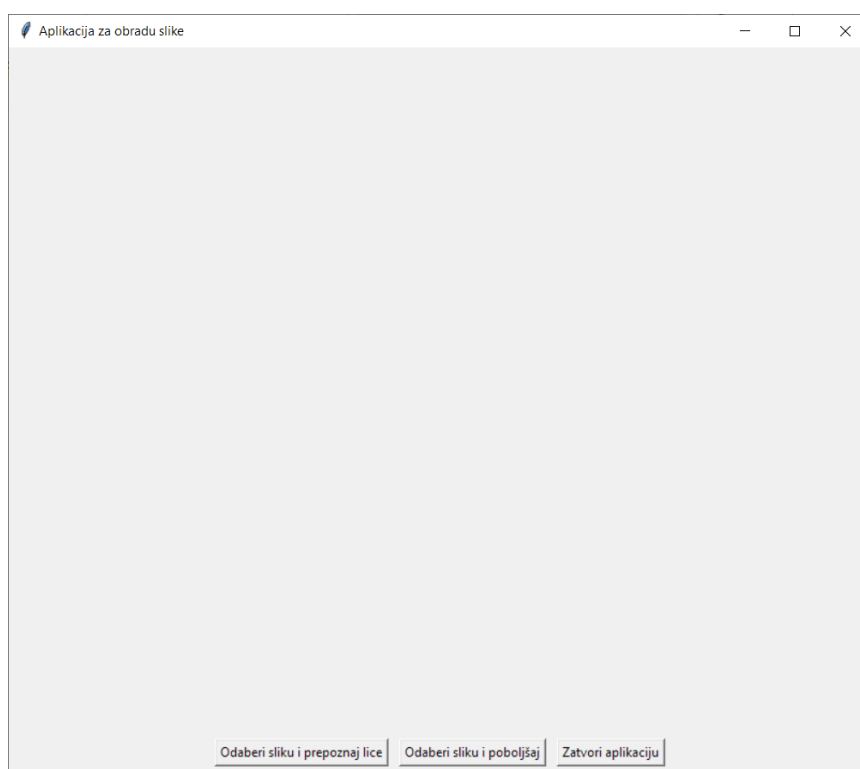 Aplikacija za obradu slike
Odaberi sliku i prepoznaj lice Odaberi sliku i poboljšaj Zatvori aplikaciju